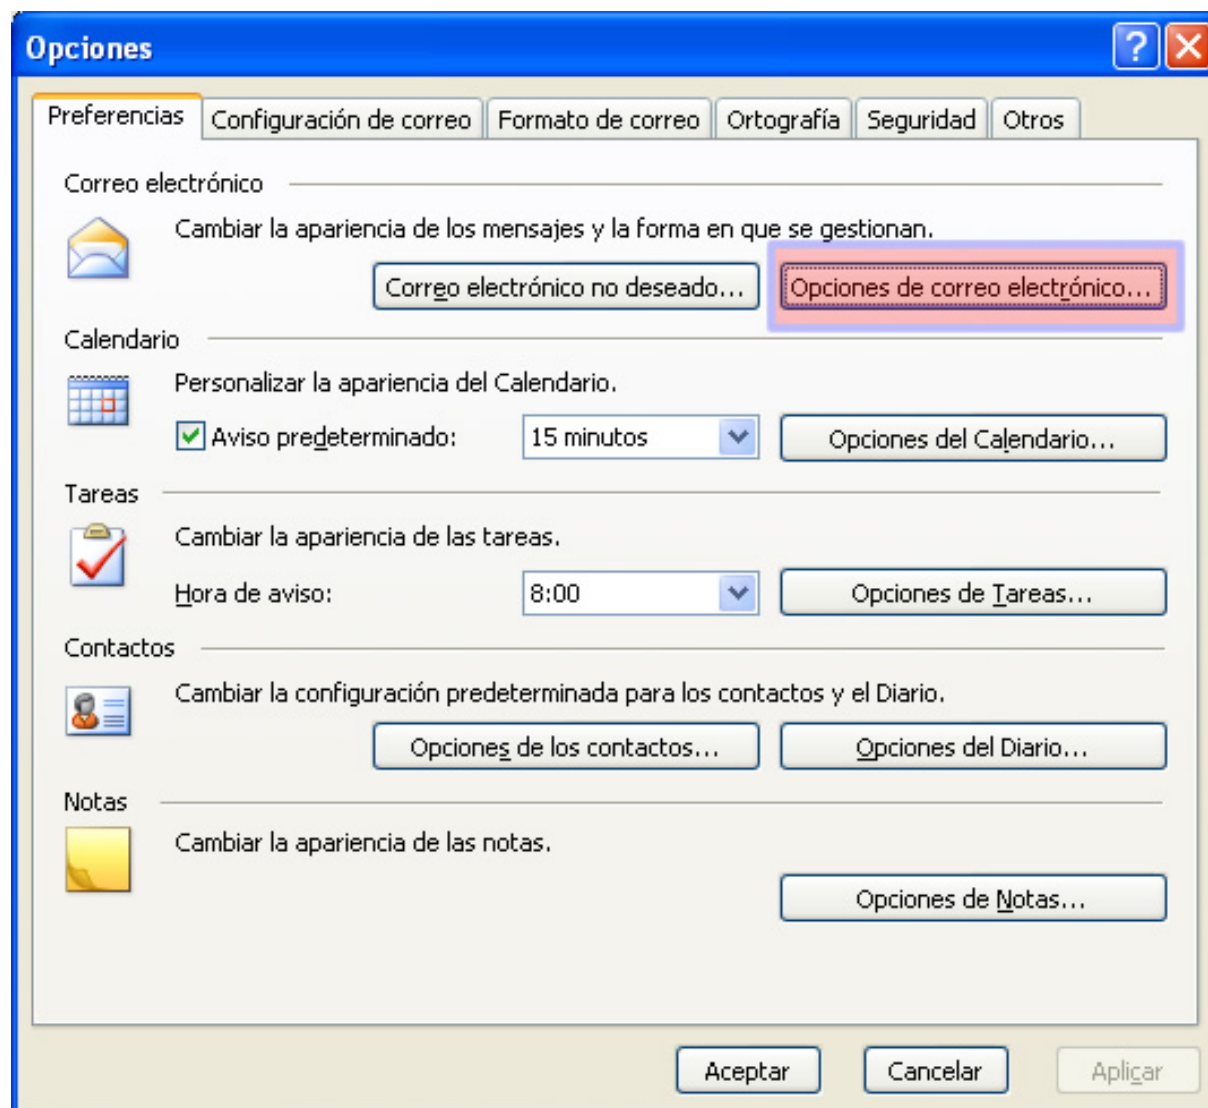 Opciones
Preferencias Configuración de correo Formato de correo Ortografía Seguridad Otros
Correo electrónico
Cambiar la apariencia de los mensajes y la forma en que se gestionan.
Correo electrónico no deseado... Opciones de correo electrónico...
Calendario
Personalizar la apariencia del Calendario.
Aviso predeterminado: 15 minutos Opciones del Calendario...
Tareas
Cambiar la apariencia de las tareas.
Hora de aviso: 8:00 Opciones de Tareas...
Contactos
Cambiar la configuración predeterminada para los contactos y el Diario.
Opciones de los contactos... Opciones del Diario...
Notas
Cambiar la apariencia de las notas.
Opciones de Notas...
Aceptar Cancelar Aplicar